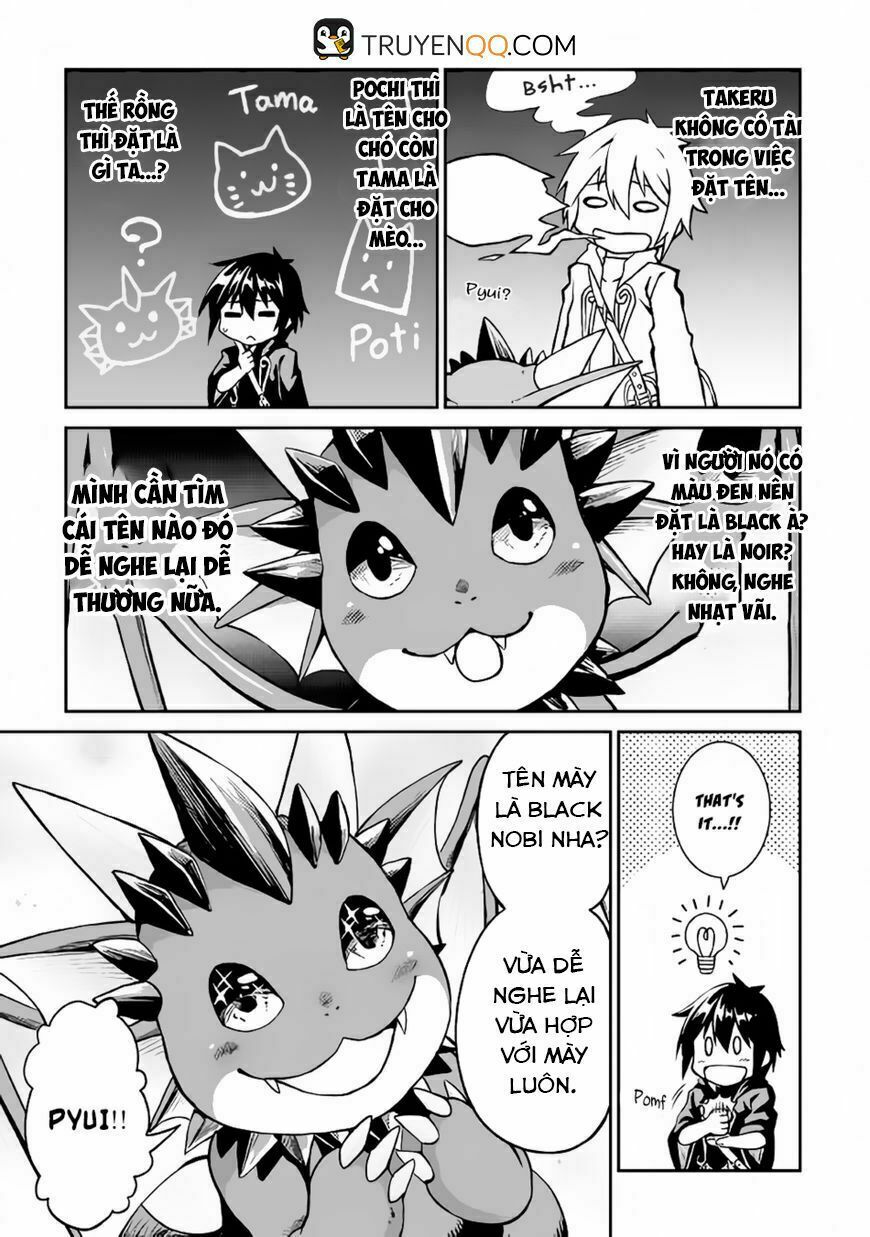 TRUYENQQ.COM
Bsht...
TAKERU
KHÔNG CÓ TÀI
TRONG VIỆC
ĐẶT TÊN...
Pyui?
POCHI THÌ
LÀ TÊN CHO
CHÓ CÒN
TAMA LÀ
ĐẶT CHO
MÈO...
Tama
Poti
THẾ RỒNG
THÌ ĐẶT LÀ
GÌ TA...?
?
VÌ NGƯỜI NÓ CÓ
MÀU ĐEN NÊN
ĐẶT LÀ BLACK À?
HAY LÀ NOIR?
KHÔNG, NGHE
NHẠT VÃI.
MÌNH CẦN TÌM
CÁI TÊN NÀO ĐÓ
DỄ NGHE LẠI DỄ
THƯƠNG NỮA.
THAT'S
IT...!!
Pomf
TÊN MÀY
LÀ BLACK
NOBI NHA?
VỪA DỄ
NGHE LẠI
VỪA HỢP
VỚI MÀY
LUÔN.
PYUI!!